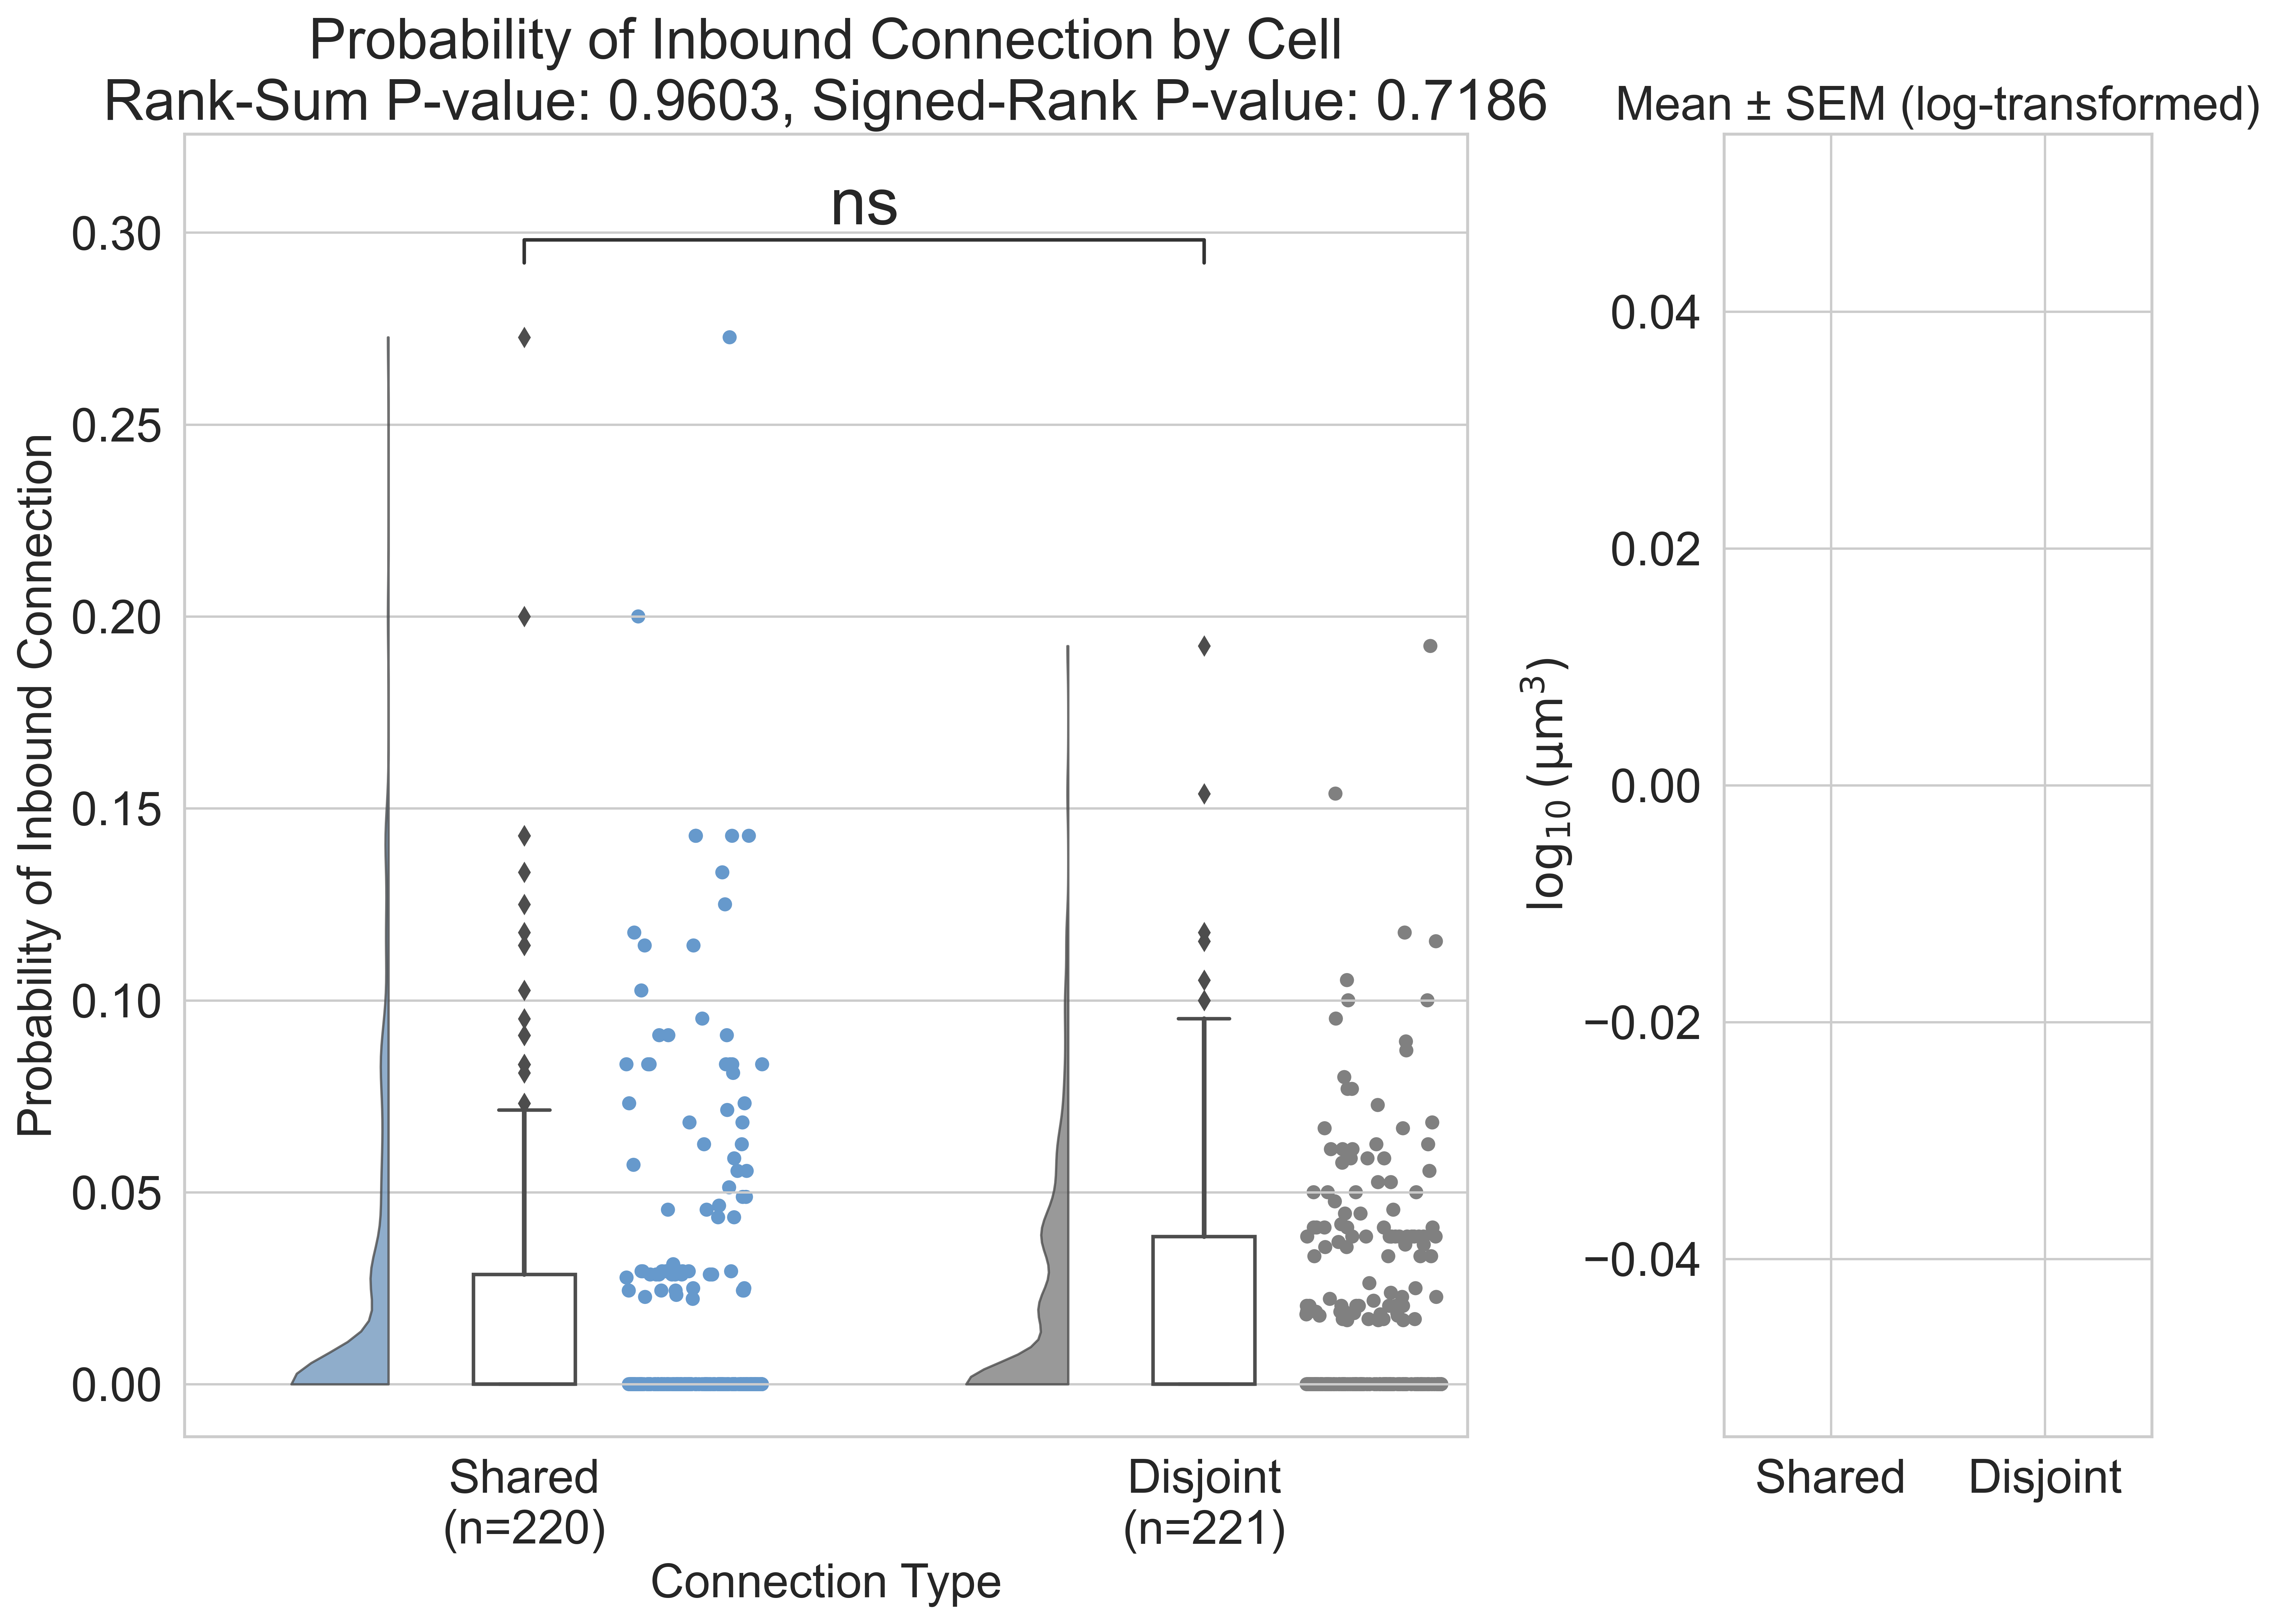 Probability of Inbound Connection by Cell
Rank-Sum P-value: 0.9603, Signed-Rank P-value: 0.7186
Probability of Inbound Connection
0.30
0.25
0.20
0.15
0.10
0.05
0.00
ns
Shared
(n=220)
Disjoint
(n=221)
Connection Type
Mean ± SEM (log-transformed)
log₁₀ (μm³)
0.04
0.02
0.00
−0.02
−0.04
Shared
Disjoint